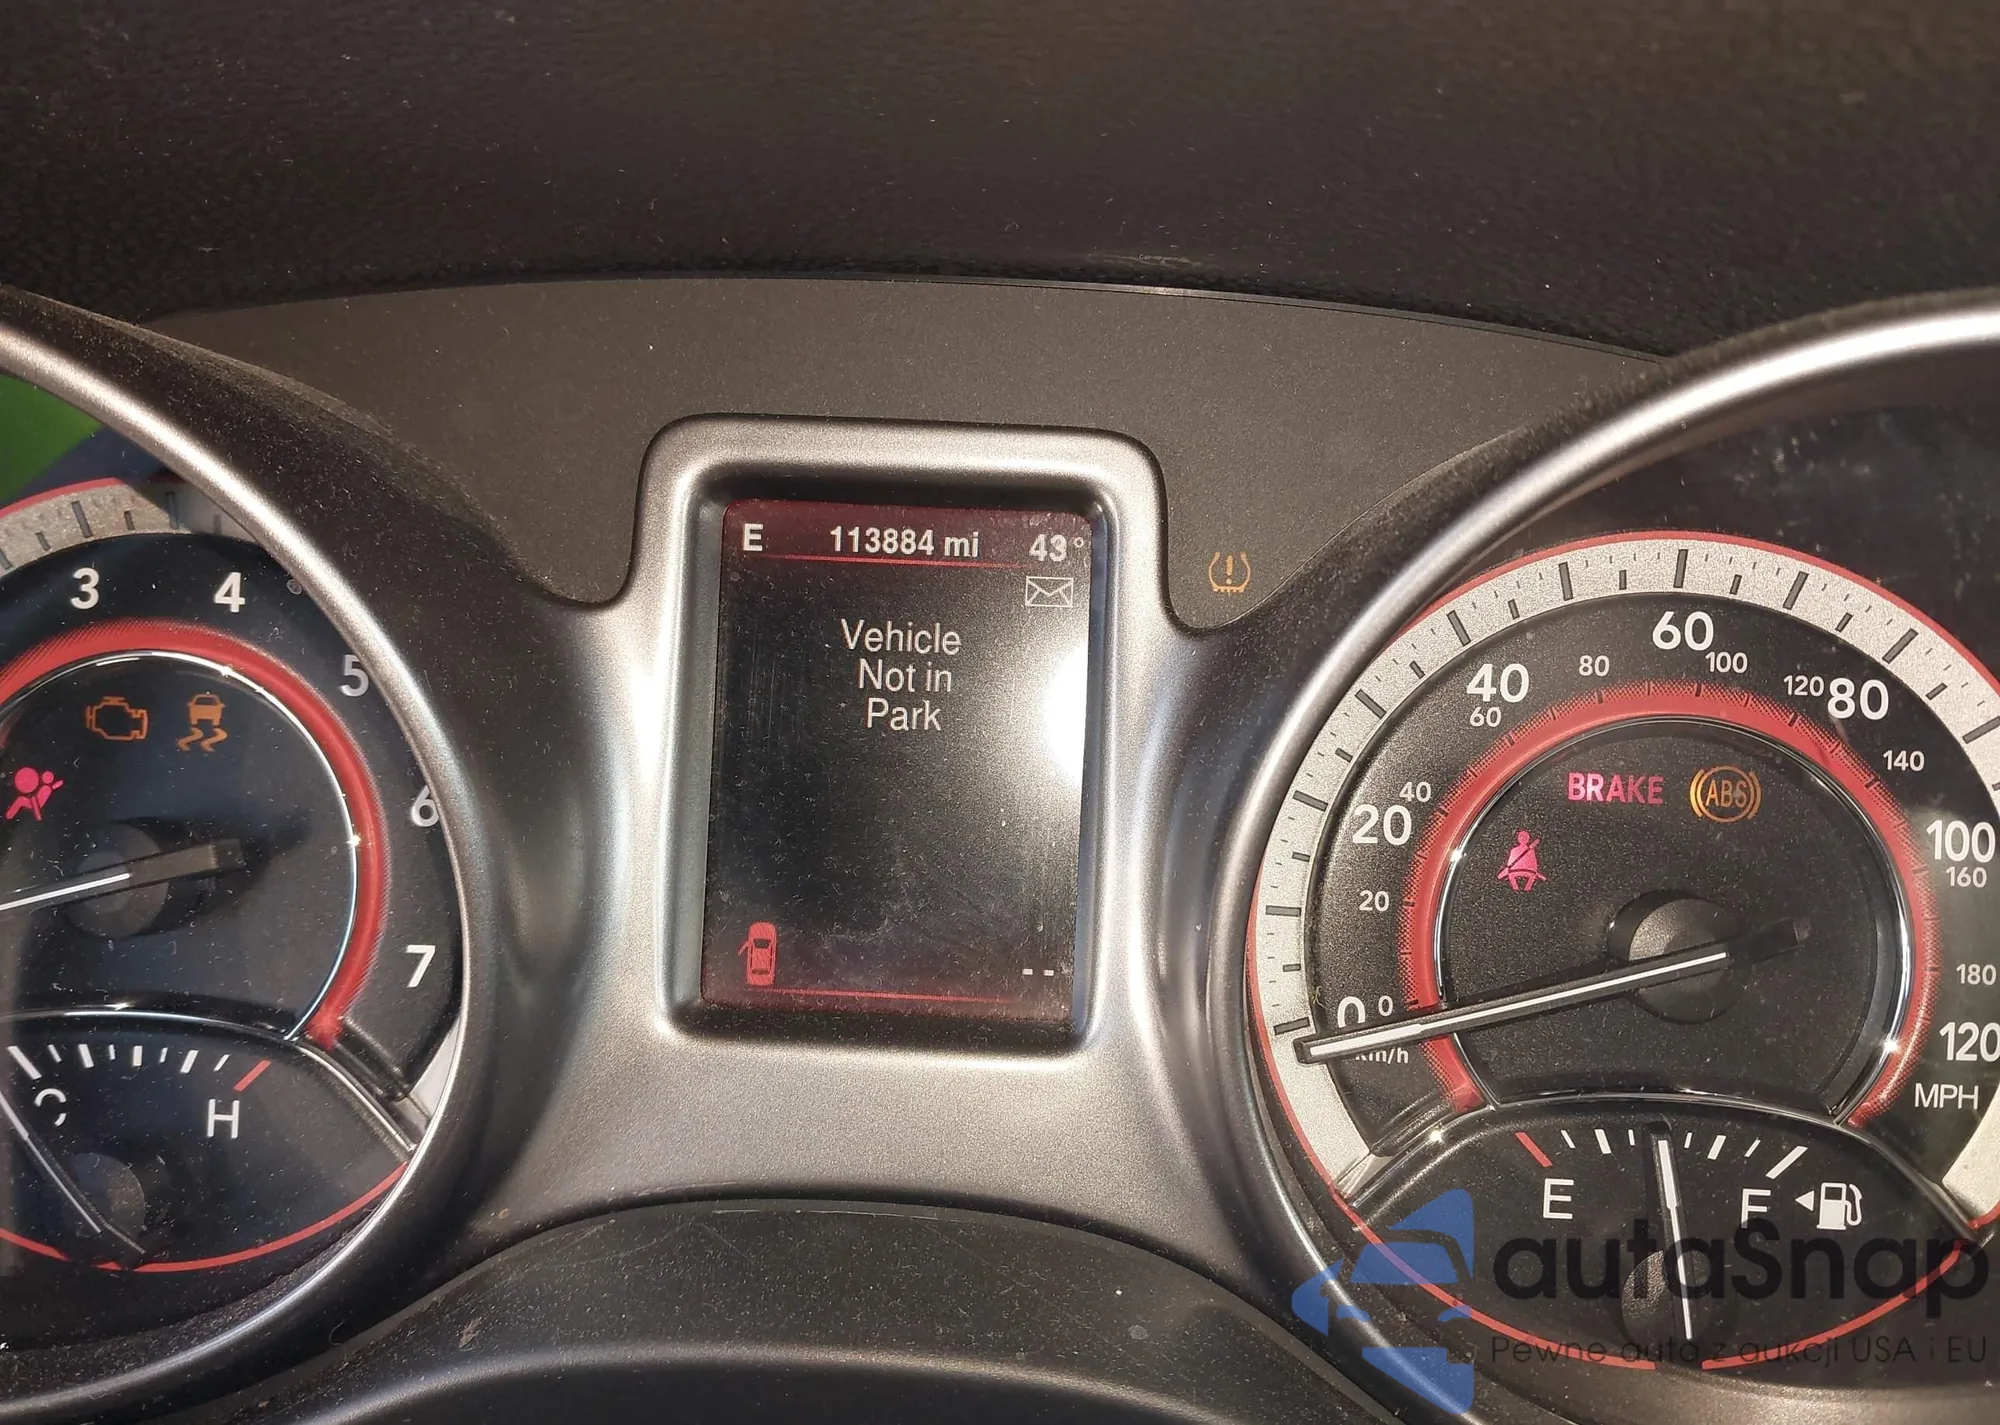 E 113884 mi 43°
Vehicle
Not in
Park
--
3
4
5
6
7
C
H
0
20
40
60
80
100
120
MPH
0
20
40
60
80
100
120
140
160
180
km/h
BRAKE
ABS
E
F
autaSnap
Pewne auta z aukcji USA i EU